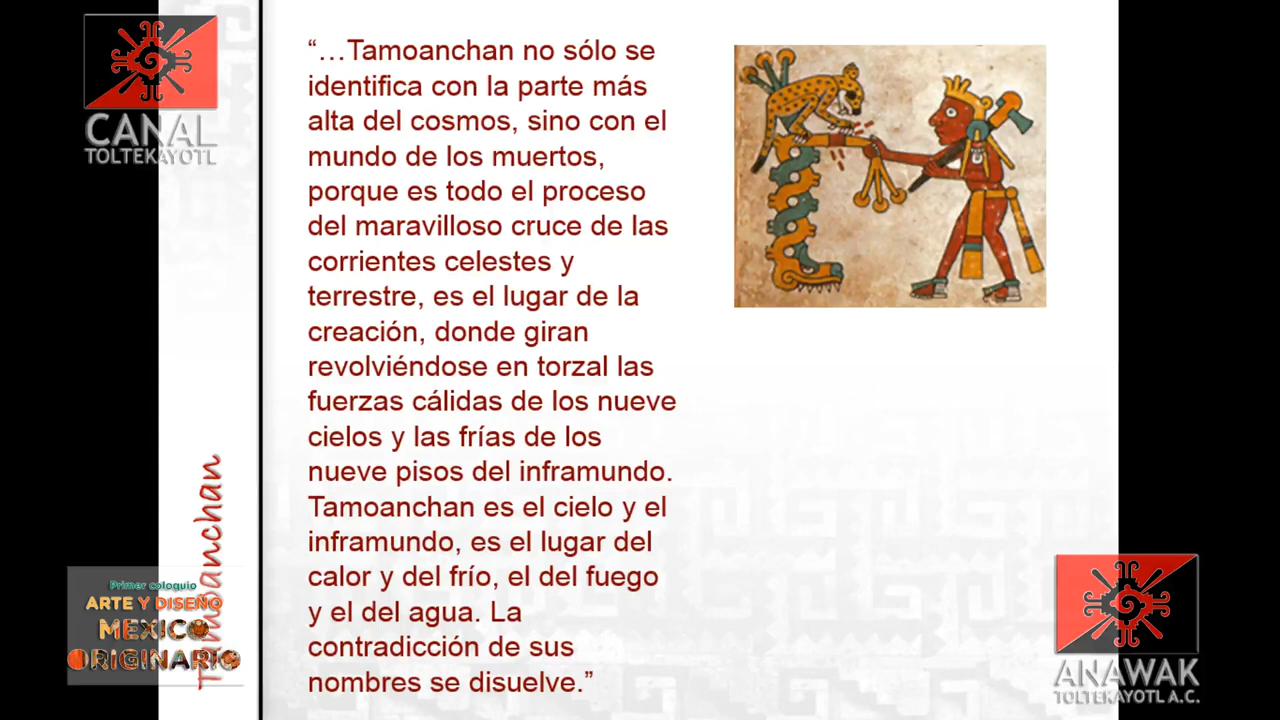 CANAL
TOLTEKAYOTL
“…Tamoanchan no sólo se
identifica con la parte más
alta del cosmos, sino con el
mundo de los muertos,
porque es todo el proceso
del maravilloso cruce de las
corrientes celestes y
terrestre, es el lugar de la
creación, donde giran
revolviéndose en torzal las
fuerzas cálidas de los nueve
cielos y las frías de los
nueve pisos del inframundo.
Tamoanchan es el cielo y el
inframundo, es el lugar del
calor y del frío, el del fuego
y el del agua. La
contradicción de sus
nombres se disuelve.”
Tamoanchan
Primer coloquio
ARTE Y DISEÑO
MEXICO
ORIGINARIO
ANAWAK
TOLTEKAYOTL A.C.